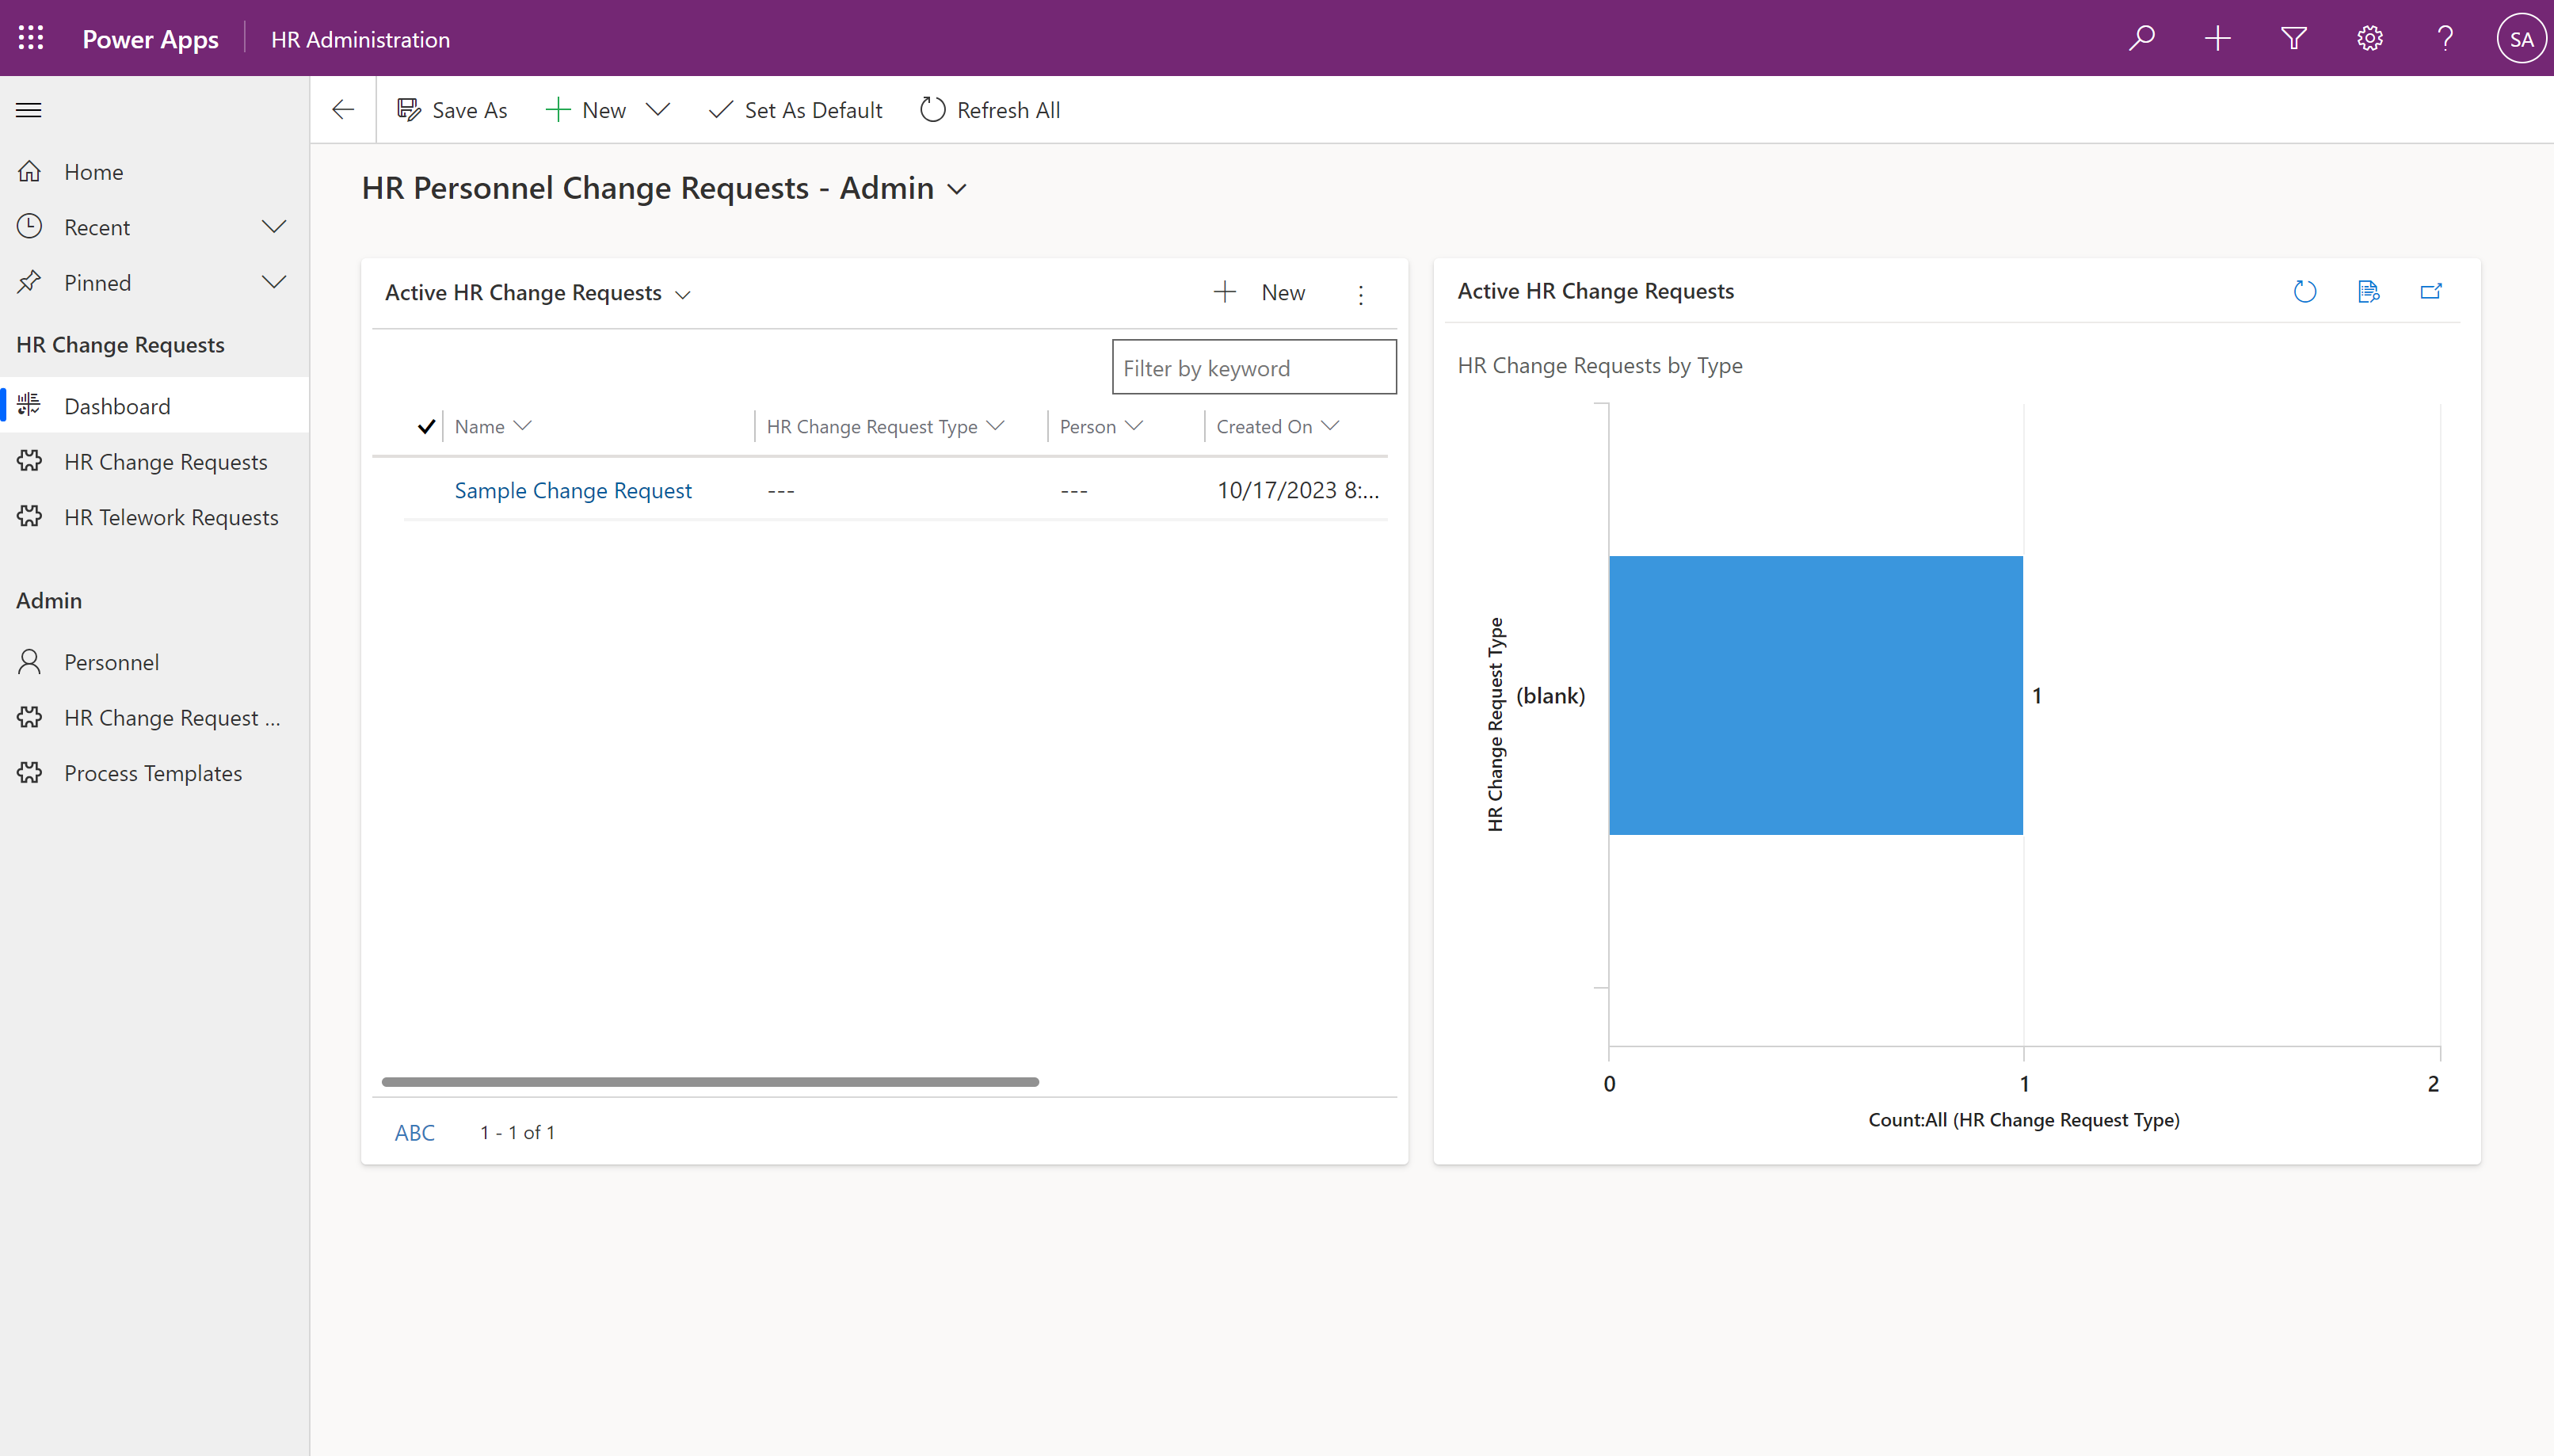 Power Apps
HR Administration
SA
Save As
New
Set As Default
Refresh All
Home
Recent
Pinned
HR Change Requests
Dashboard
HR Change Requests
HR Telework Requests
Admin
Personnel
HR Change Request ...
Process Templates
HR Personnel Change Requests - Admin
Active HR Change Requests
New
Filter by keyword
Name
HR Change Request Type
Person
Created On
Sample Change Request
---
---
10/17/2023 8:...
ABC
1 - 1 of 1
Active HR Change Requests
HR Change Requests by Type
HR Change Request Type
(blank)
1
0
1
2
Count:All (HR Change Request Type)